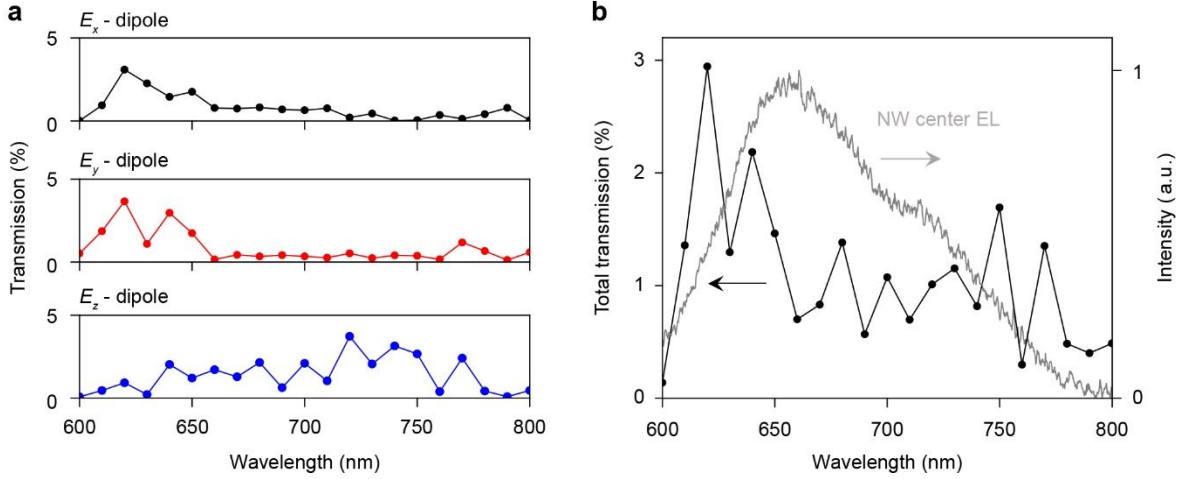 a
E_x - dipole
5
0
E_y - dipole
5
0
E_z - dipole
5
0
Transmission (%)
600 650 700 750 800
Wavelength (nm)
b
3
2
1
0
Total transmission (%)
NW center EL
1
0
Intensity (a.u.)
600 650 700 750 800
Wavelength (nm)